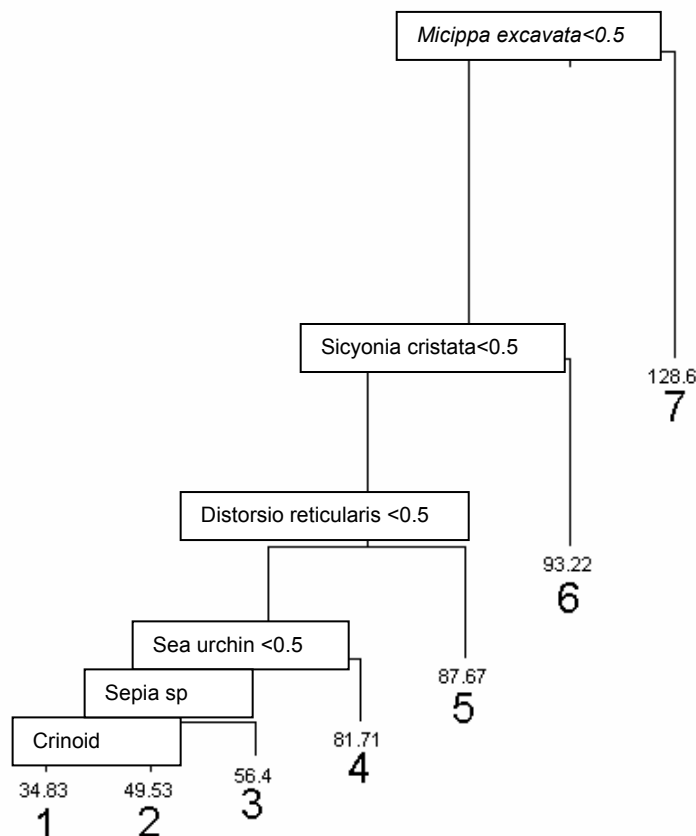 Micippa excavata<0.5
Sicyonia cristata<0.5
128.6
7
Distorsio reticularis <0.5
93.22
6
Sea urchin <0.5
87.67
5
Sepia sp
81.71
4
Crinoid
56.4
3
34.83
49.53
1
2